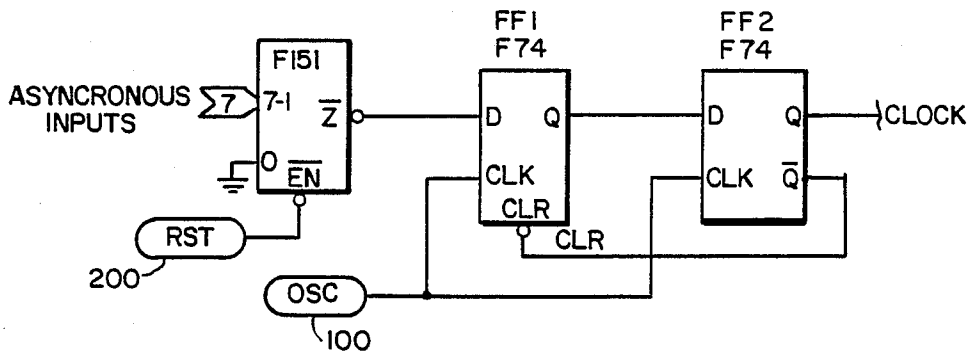 FF1
F74
FF2
F74
F151
ASYNCRONOUS
INPUTS
7
7-1
Z̅
D
Q
D
Q
CLOCK
0
E̅N̅
CLK
CLR
CLK
Q̅
RST
CLR
200
OSC
100